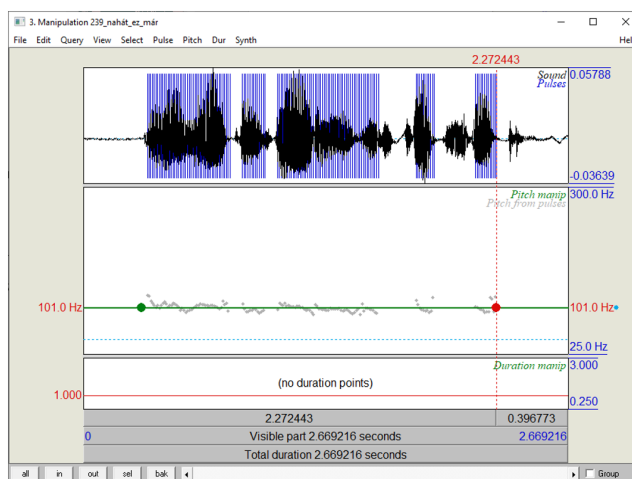 3. Manipulation 239_nahát_ez_már
File Edit Query View Select Pulse Pitch Dur Synth Hel
2.272443
Sound 0.05788
Pulses
-0.03639
Pitch manip 300.0 Hz
Pitch from pulses
101.0 Hz 101.0 Hz
25.0 Hz
Duration manip 3.000
(no duration points)
1.000
0.250
2.272443 0.396773
0 Visible part 2.669216 seconds 2.669216
Total duration 2.669216 seconds
all in out sel bak Group